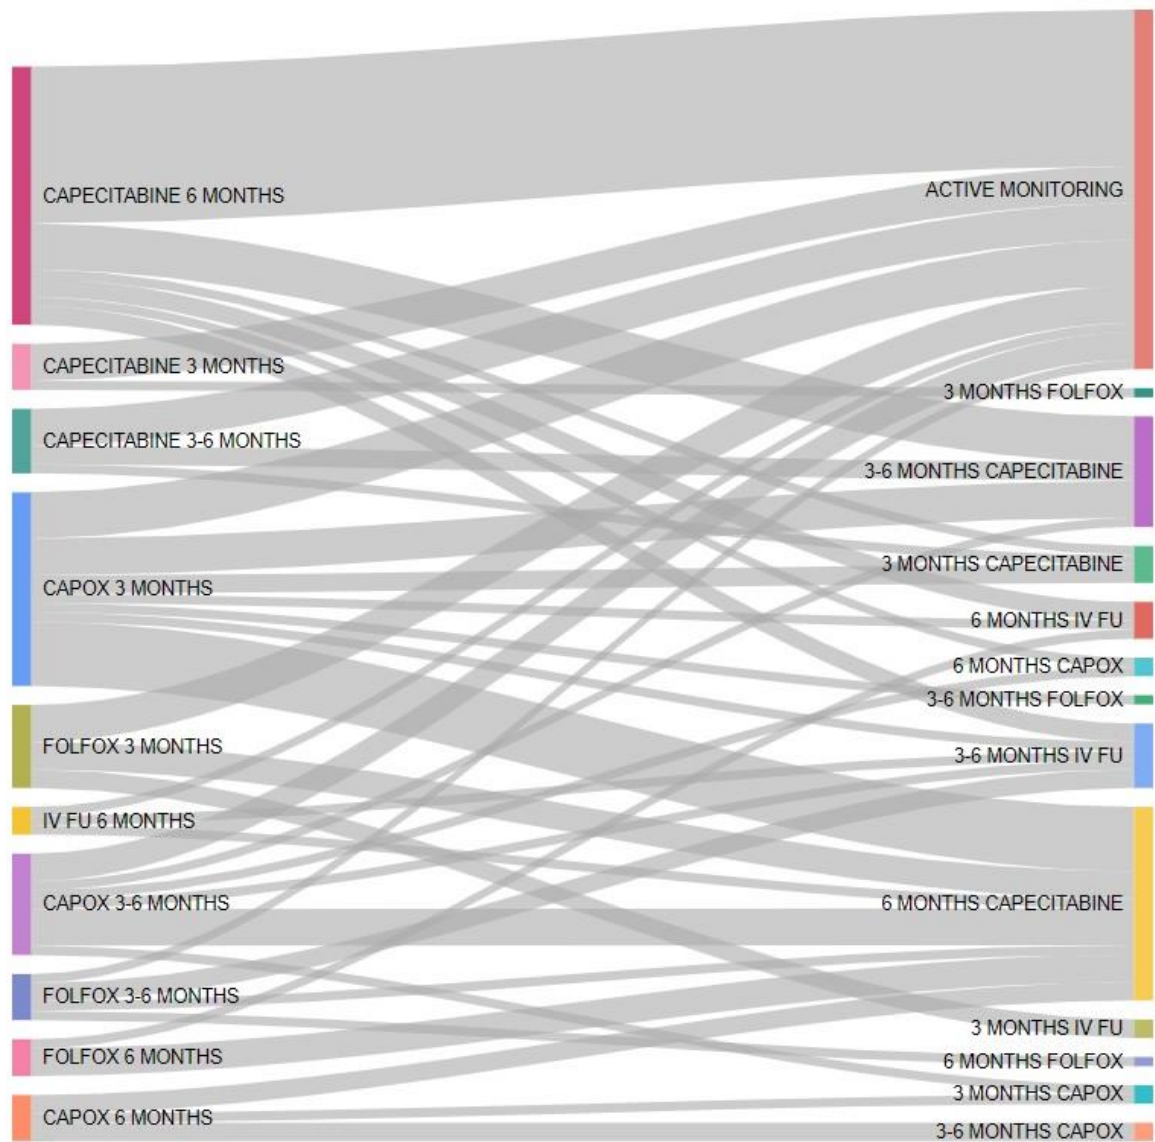 CAPECITABINE 6 MONTHS
CAPECITABINE 3 MONTHS
CAPECITABINE 3-6 MONTHS
CAPOX 3 MONTHS
FOLFOX 3 MONTHS
IV FU 6 MONTHS
CAPOX 3-6 MONTHS
FOLFOX 3-6 MONTHS
FOLFOX 6 MONTHS
CAPOX 6 MONTHS
ACTIVE MONITORING
3 MONTHS FOLFOX
3-6 MONTHS CAPECITABINE
3 MONTHS CAPECITABINE
6 MONTHS IV FU
6 MONTHS CAPOX
3-6 MONTHS FOLFOX
3-6 MONTHS IV FU
6 MONTHS CAPECITABINE
3 MONTHS IV FU
6 MONTHS FOLFOX
3 MONTHS CAPOX
3-6 MONTHS CAPOX